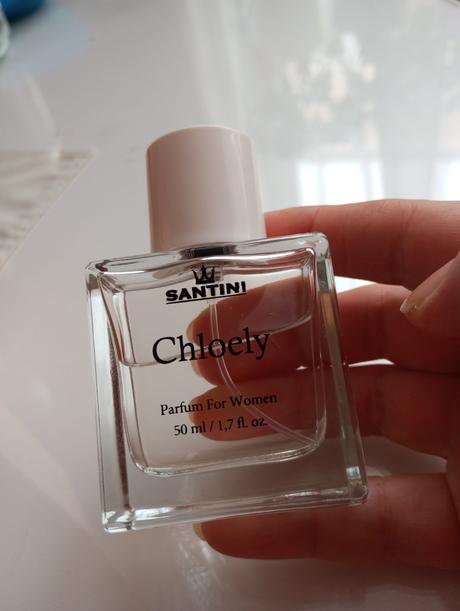 SANTINI
Chloely
Parfum For Women
50 ml / 1,7 fl. oz.